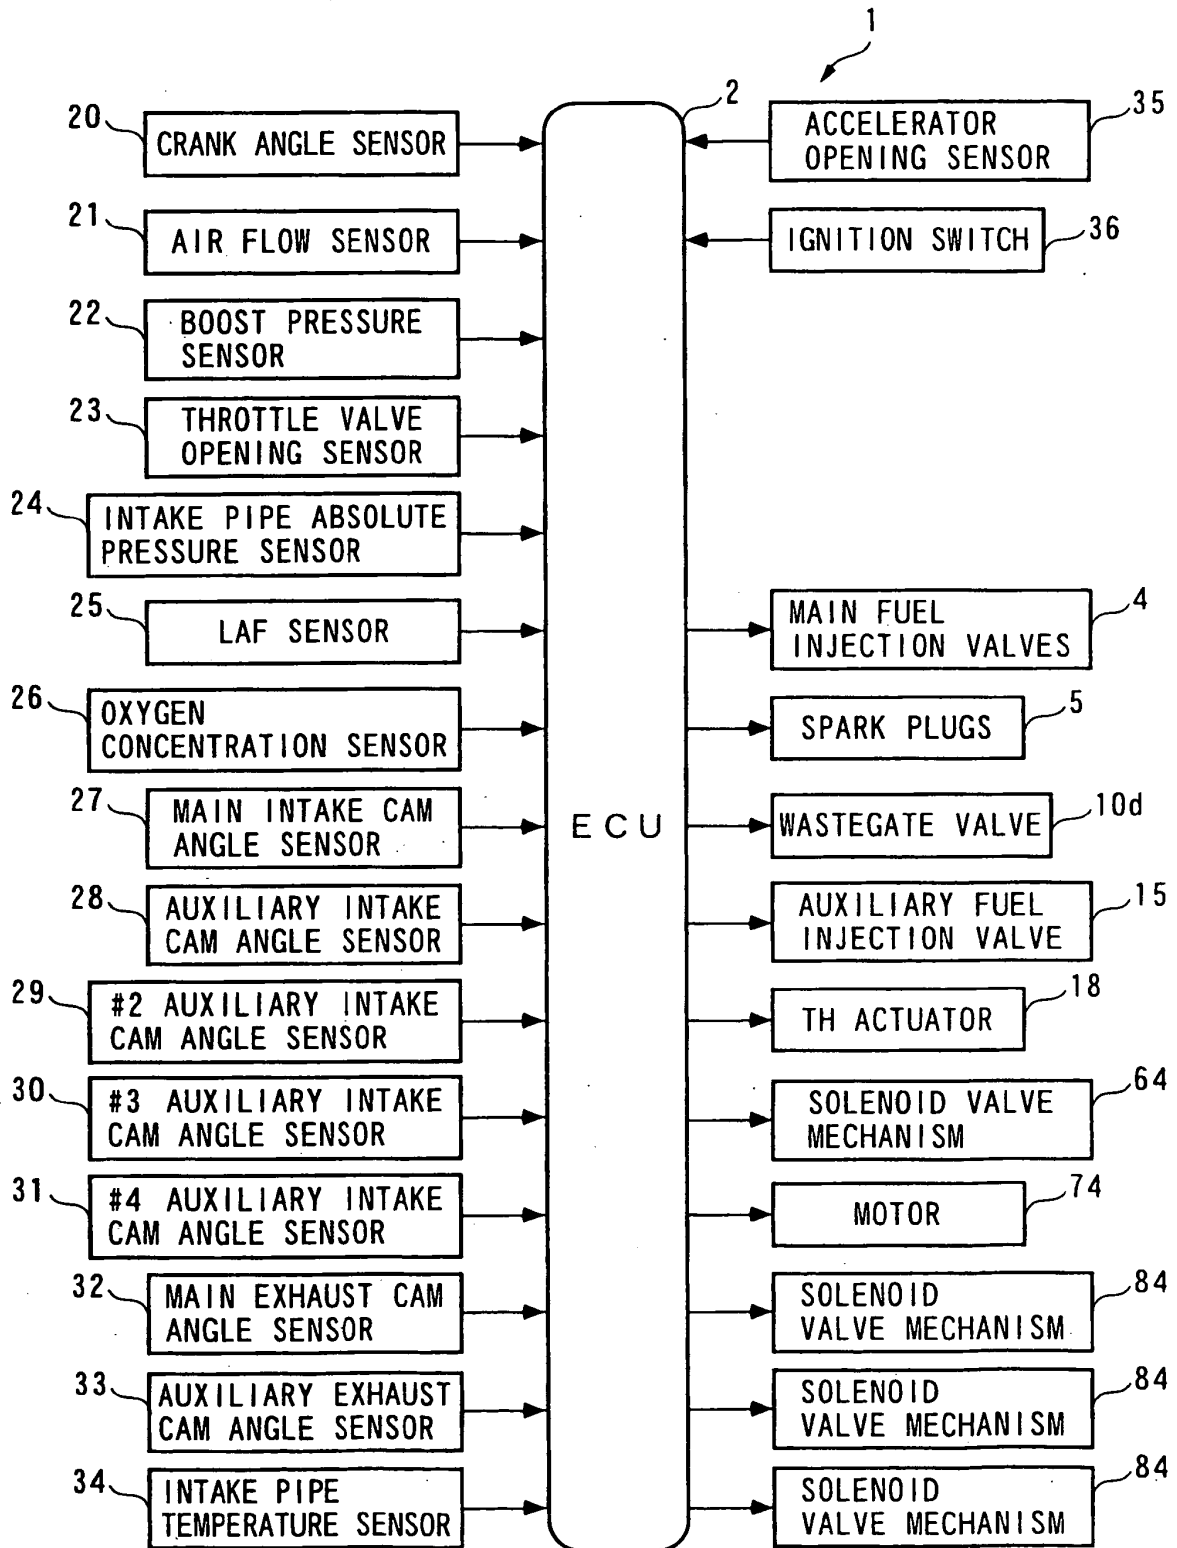 1
2
20
CRANK ANGLE SENSOR
21
AIR FLOW SENSOR
22
BOOST PRESSURE
SENSOR
23
THROTTLE VALVE
OPENING SENSOR
24
INTAKE PIPE ABSOLUTE
PRESSURE SENSOR
25
LAF SENSOR
26
OXYGEN
CONCENTRATION SENSOR
27
MAIN INTAKE CAM
ANGLE SENSOR
28
AUXILIARY INTAKE
CAM ANGLE SENSOR
29
#2 AUXILIARY INTAKE
CAM ANGLE SENSOR
30
#3 AUXILIARY INTAKE
CAM ANGLE SENSOR
31
#4 AUXILIARY INTAKE
CAM ANGLE SENSOR
32
MAIN EXHAUST CAM
ANGLE SENSOR
33
AUXILIARY EXHAUST
CAM ANGLE SENSOR
34
INTAKE PIPE
TEMPERATURE SENSOR
ECU
35
ACCELERATOR
OPENING SENSOR
36
IGNITION SWITCH
4
MAIN FUEL
INJECTION VALVES
5
SPARK PLUGS
10d
WASTEGATE VALVE
15
AUXILIARY FUEL
INJECTION VALVE
18
TH ACTUATOR
64
SOLENOID VALVE
MECHANISM
74
MOTOR
84
SOLENOID
VALVE MECHANISM
84
SOLENOID
VALVE MECHANISM
84
SOLENOID
VALVE MECHANISM